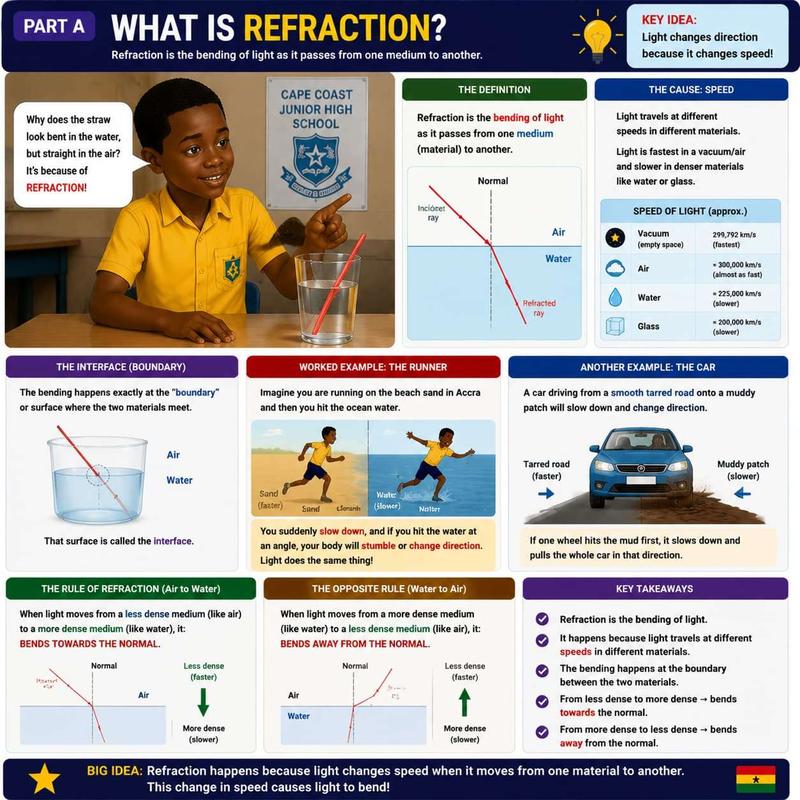 PART A
WHAT IS REFRACTION?
Refraction is the bending of light as it passes from one medium to another.
KEY IDEA:
Light changes direction
because it changes speed!
Why does the straw
look bent in the water,
but straight in the air?
It's because of
REFRACTION!
CAPE COAST
JUNIOR HIGH
SCHOOL
THE DEFINITION
Refraction is the bending of light
as it passes from one medium
(material) to another.
Normal
ray
Air
Water
Refracted
ray
THE CAUSE: SPEED
Light travels at different
speeds in different materials.
Light is fastest in a vacuum/air
and slower in denser materials
like water or glass.
SPEED OF LIGHT (approx.)
Vacuum
(empty space)
299,792 km/s
(fastest)
Air
≈ 300,000 km/s
(almost as fast)
Water
≈ 225,000 km/s
(slower)
Glass
≈ 200,000 km/s
(slower)
THE INTERFACE (BOUNDARY)
The bending happens exactly at the "boundary"
or surface where the two materials meet.
Air
Water
That surface is called the interface.
WORKED EXAMPLE: THE RUNNER
Imagine you are running on the beach sand in Accra
and then you hit the ocean water.
Sand
(faster)
Sand
(slower)
You suddenly slow down, and if you hit the water at
an angle, your body will stumble or change direction.
Light does the same thing!
ANOTHER EXAMPLE: THE CAR
A car driving from a smooth tarred road onto a muddy
patch will slow down and change direction.
Tarred road
(faster)
Muddy patch
(slower)
If one wheel hits the mud first, it slows down and
pulls the whole car in that direction.
THE RULE OF REFRACTION (Air to Water)
When light moves from a less dense medium (like air)
to a more dense medium (like water), it:
BENDS TOWARDS THE NORMAL.
Normal
Air
Less dense
(faster)
More dense
(slower)
THE OPPOSITE RULE (Water to Air)
When light moves from a more dense medium
(like water) to a less dense medium (like air), it:
BENDS AWAY FROM THE NORMAL.
Normal
Air
Water
Less dense
(faster)
More dense
(slower)
KEY TAKEAWAYS
Refraction is the bending of light.
It happens because light travels at different
speeds in different materials.
The bending happens at the boundary
between the two materials.
From less dense to more dense → bends
towards the normal.
From more dense to less dense → bends
away from the normal.
BIG IDEA: Refraction happens because light changes speed when it moves from one material to another.
This change in speed causes light to bend!